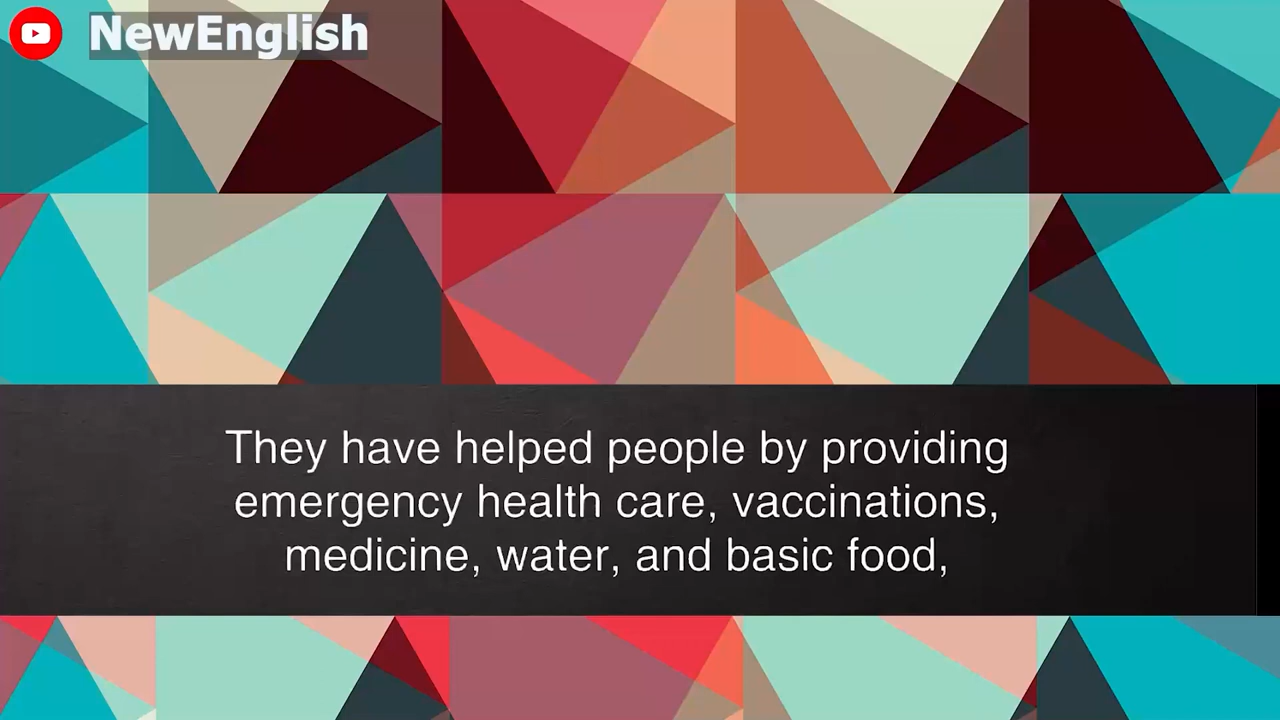 NewEnglish
They have helped people by providing
emergency health care, vaccinations,
medicine, water, and basic food,